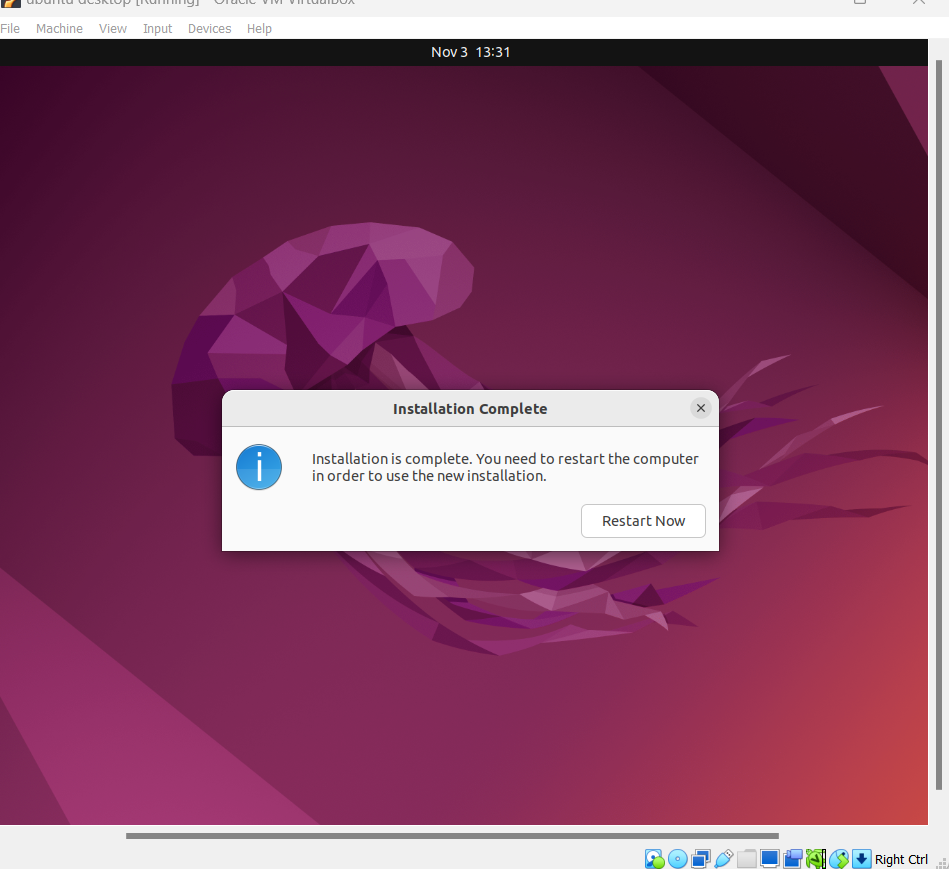 ubuntu desktop [Running] - Oracle VM VirtualBox
File Machine View Input Devices Help
Nov 3 13:31
Installation Complete
Installation is complete. You need to restart the computer
in order to use the new installation.
Restart Now
Right Ctrl